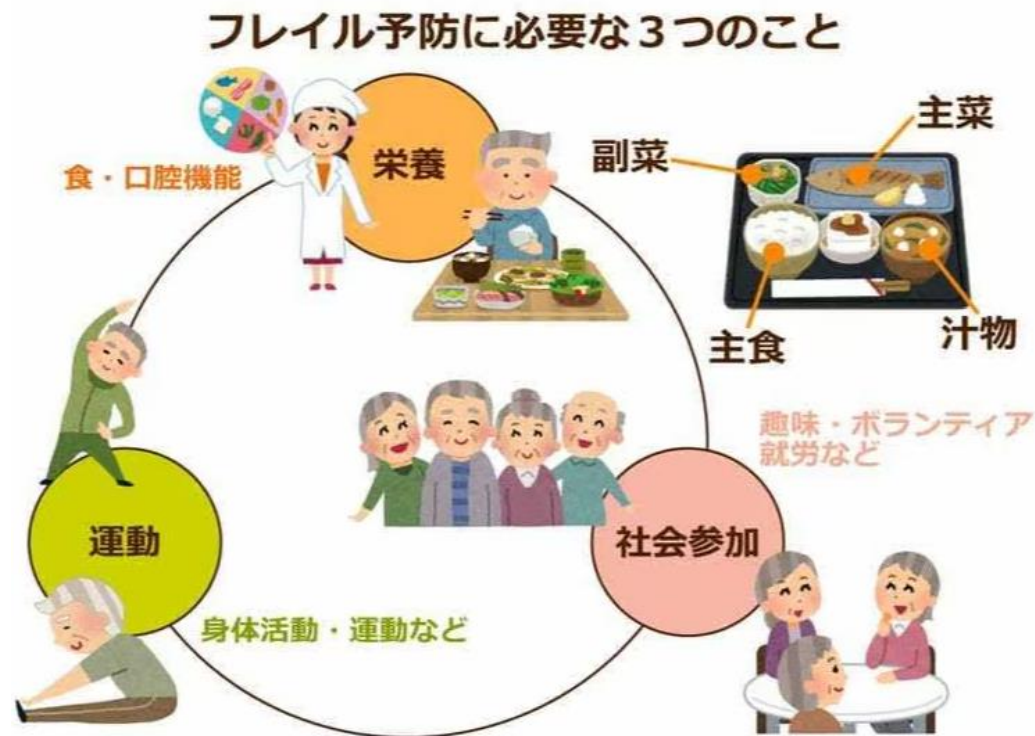 フレイル予防に必要な３つのこと
栄養
食・口腔機能
副菜
主菜
主食
汁物
趣味・ボランティア
就労など
運動
社会参加
身体活動・運動など